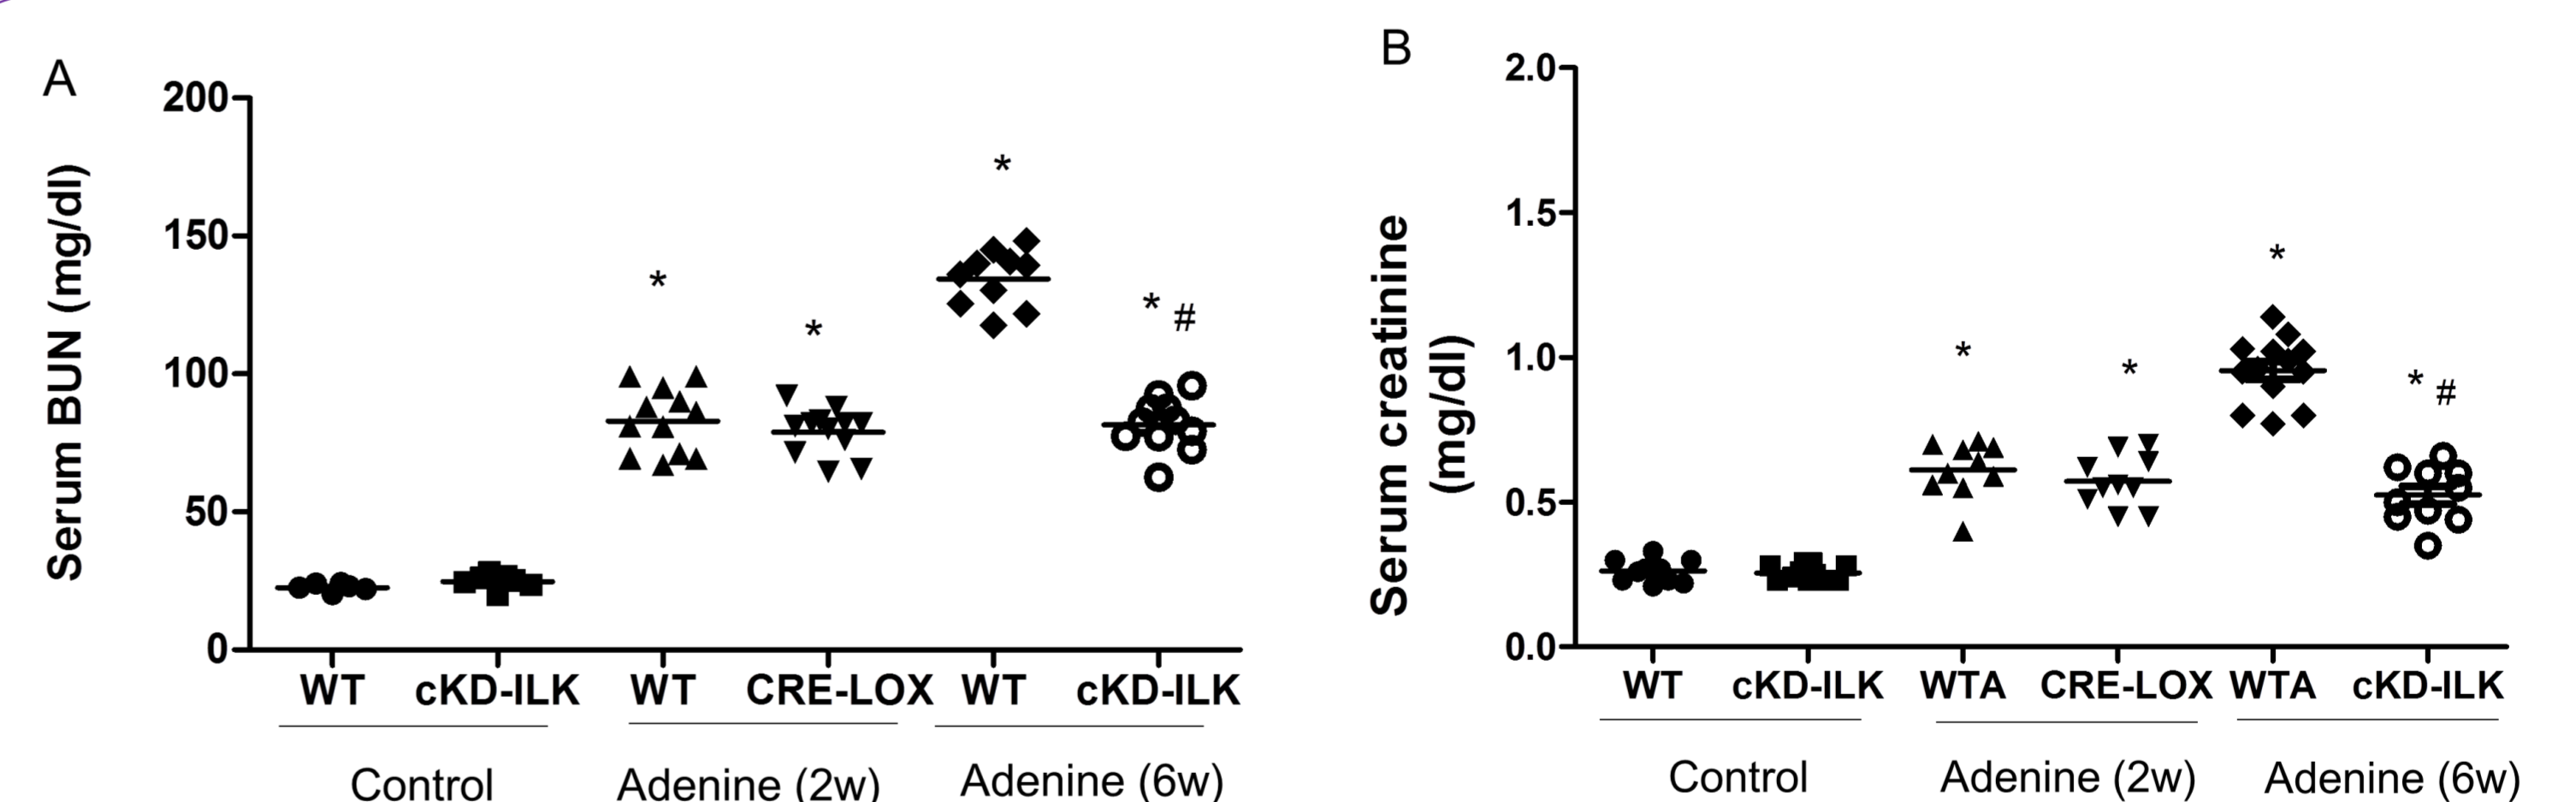 A
Serum BUN (mg/dl)
200
150
100
50
0
*
*
*
* #
WT cKD-ILK WT CRE-LOX WT cKD-ILK
Control Adenine (2w) Adenine (6w)
B
Serum creatinine
(mg/dl)
2.0
1.5
1.0
0.5
0.0
*
*
*
* #
WT cKD-ILK WTA CRE-LOX WTA cKD-ILK
Control Adenine (2w) Adenine (6w)